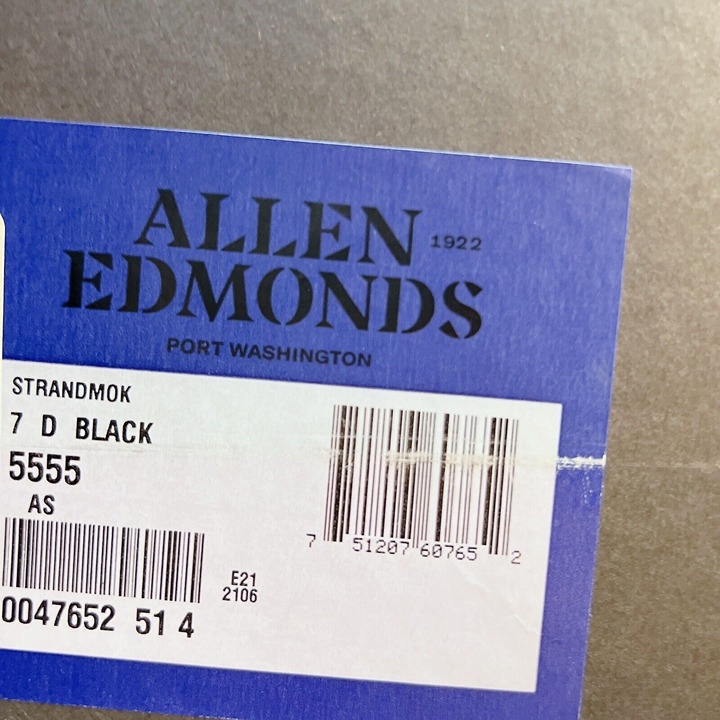 ALLEN 1922
EDMONDS
PORT WASHINGTON
STRANDMOK
7 D BLACK
5555
AS
7 51207 60765 2
E21
2106
0047652 51 4